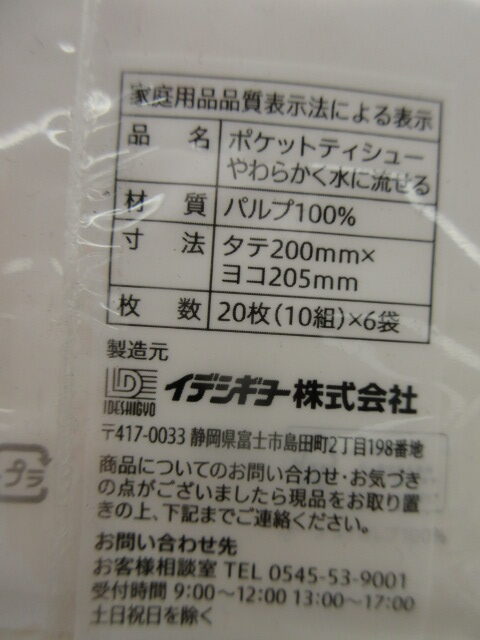 家庭用品品質表示法による表示
品名 ポケットティシュー
やわらかく水に流せる
材質 パルプ100%
寸法 タテ200mm×
ヨコ205mm
枚数 20枚(10組)×6袋
製造元
IDESHIGYO イデシギョー株式会社
〒417-0033 静岡県富士市島田町2丁目198番地
商品についてのお問い合わせ・お気づき
の点がございましたら現品をお取り置
きの上、下記までご連絡ください。
お問い合わせ先
お客様相談室 TEL 0545-53-9001
受付時間 9:00〜12:00 13:00〜17:00
土日祝日を除く
プラ